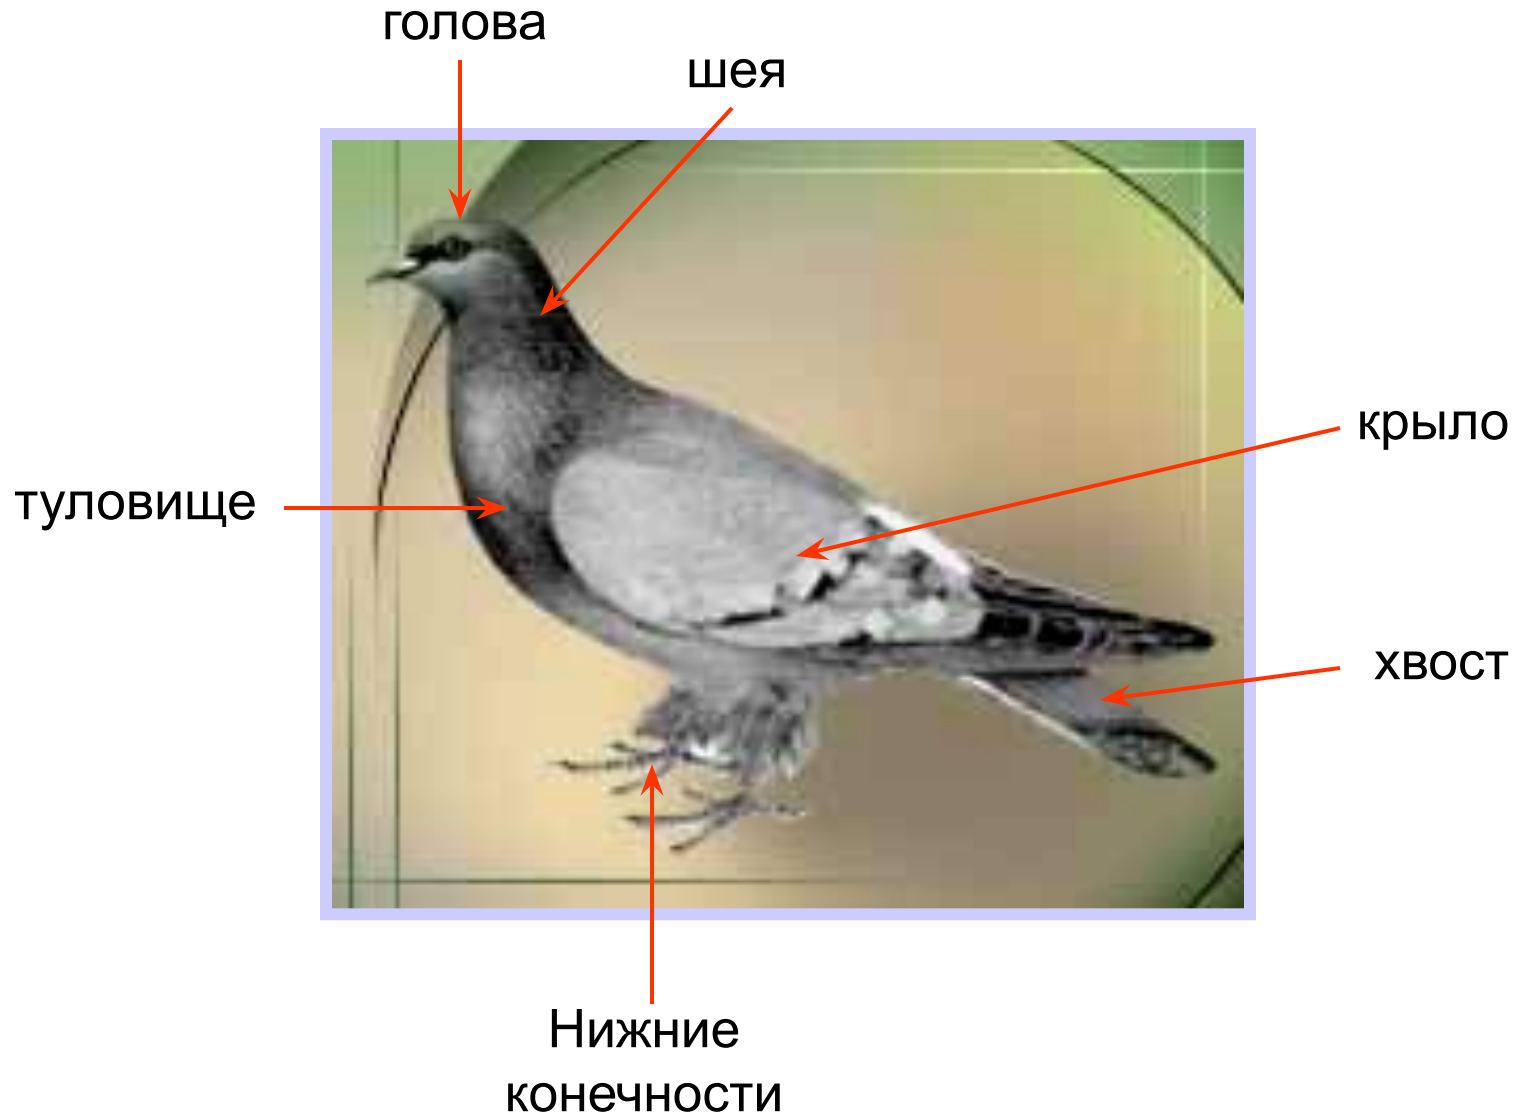 голова
шея
крыло
туловище
хвост
Нижние
конечности